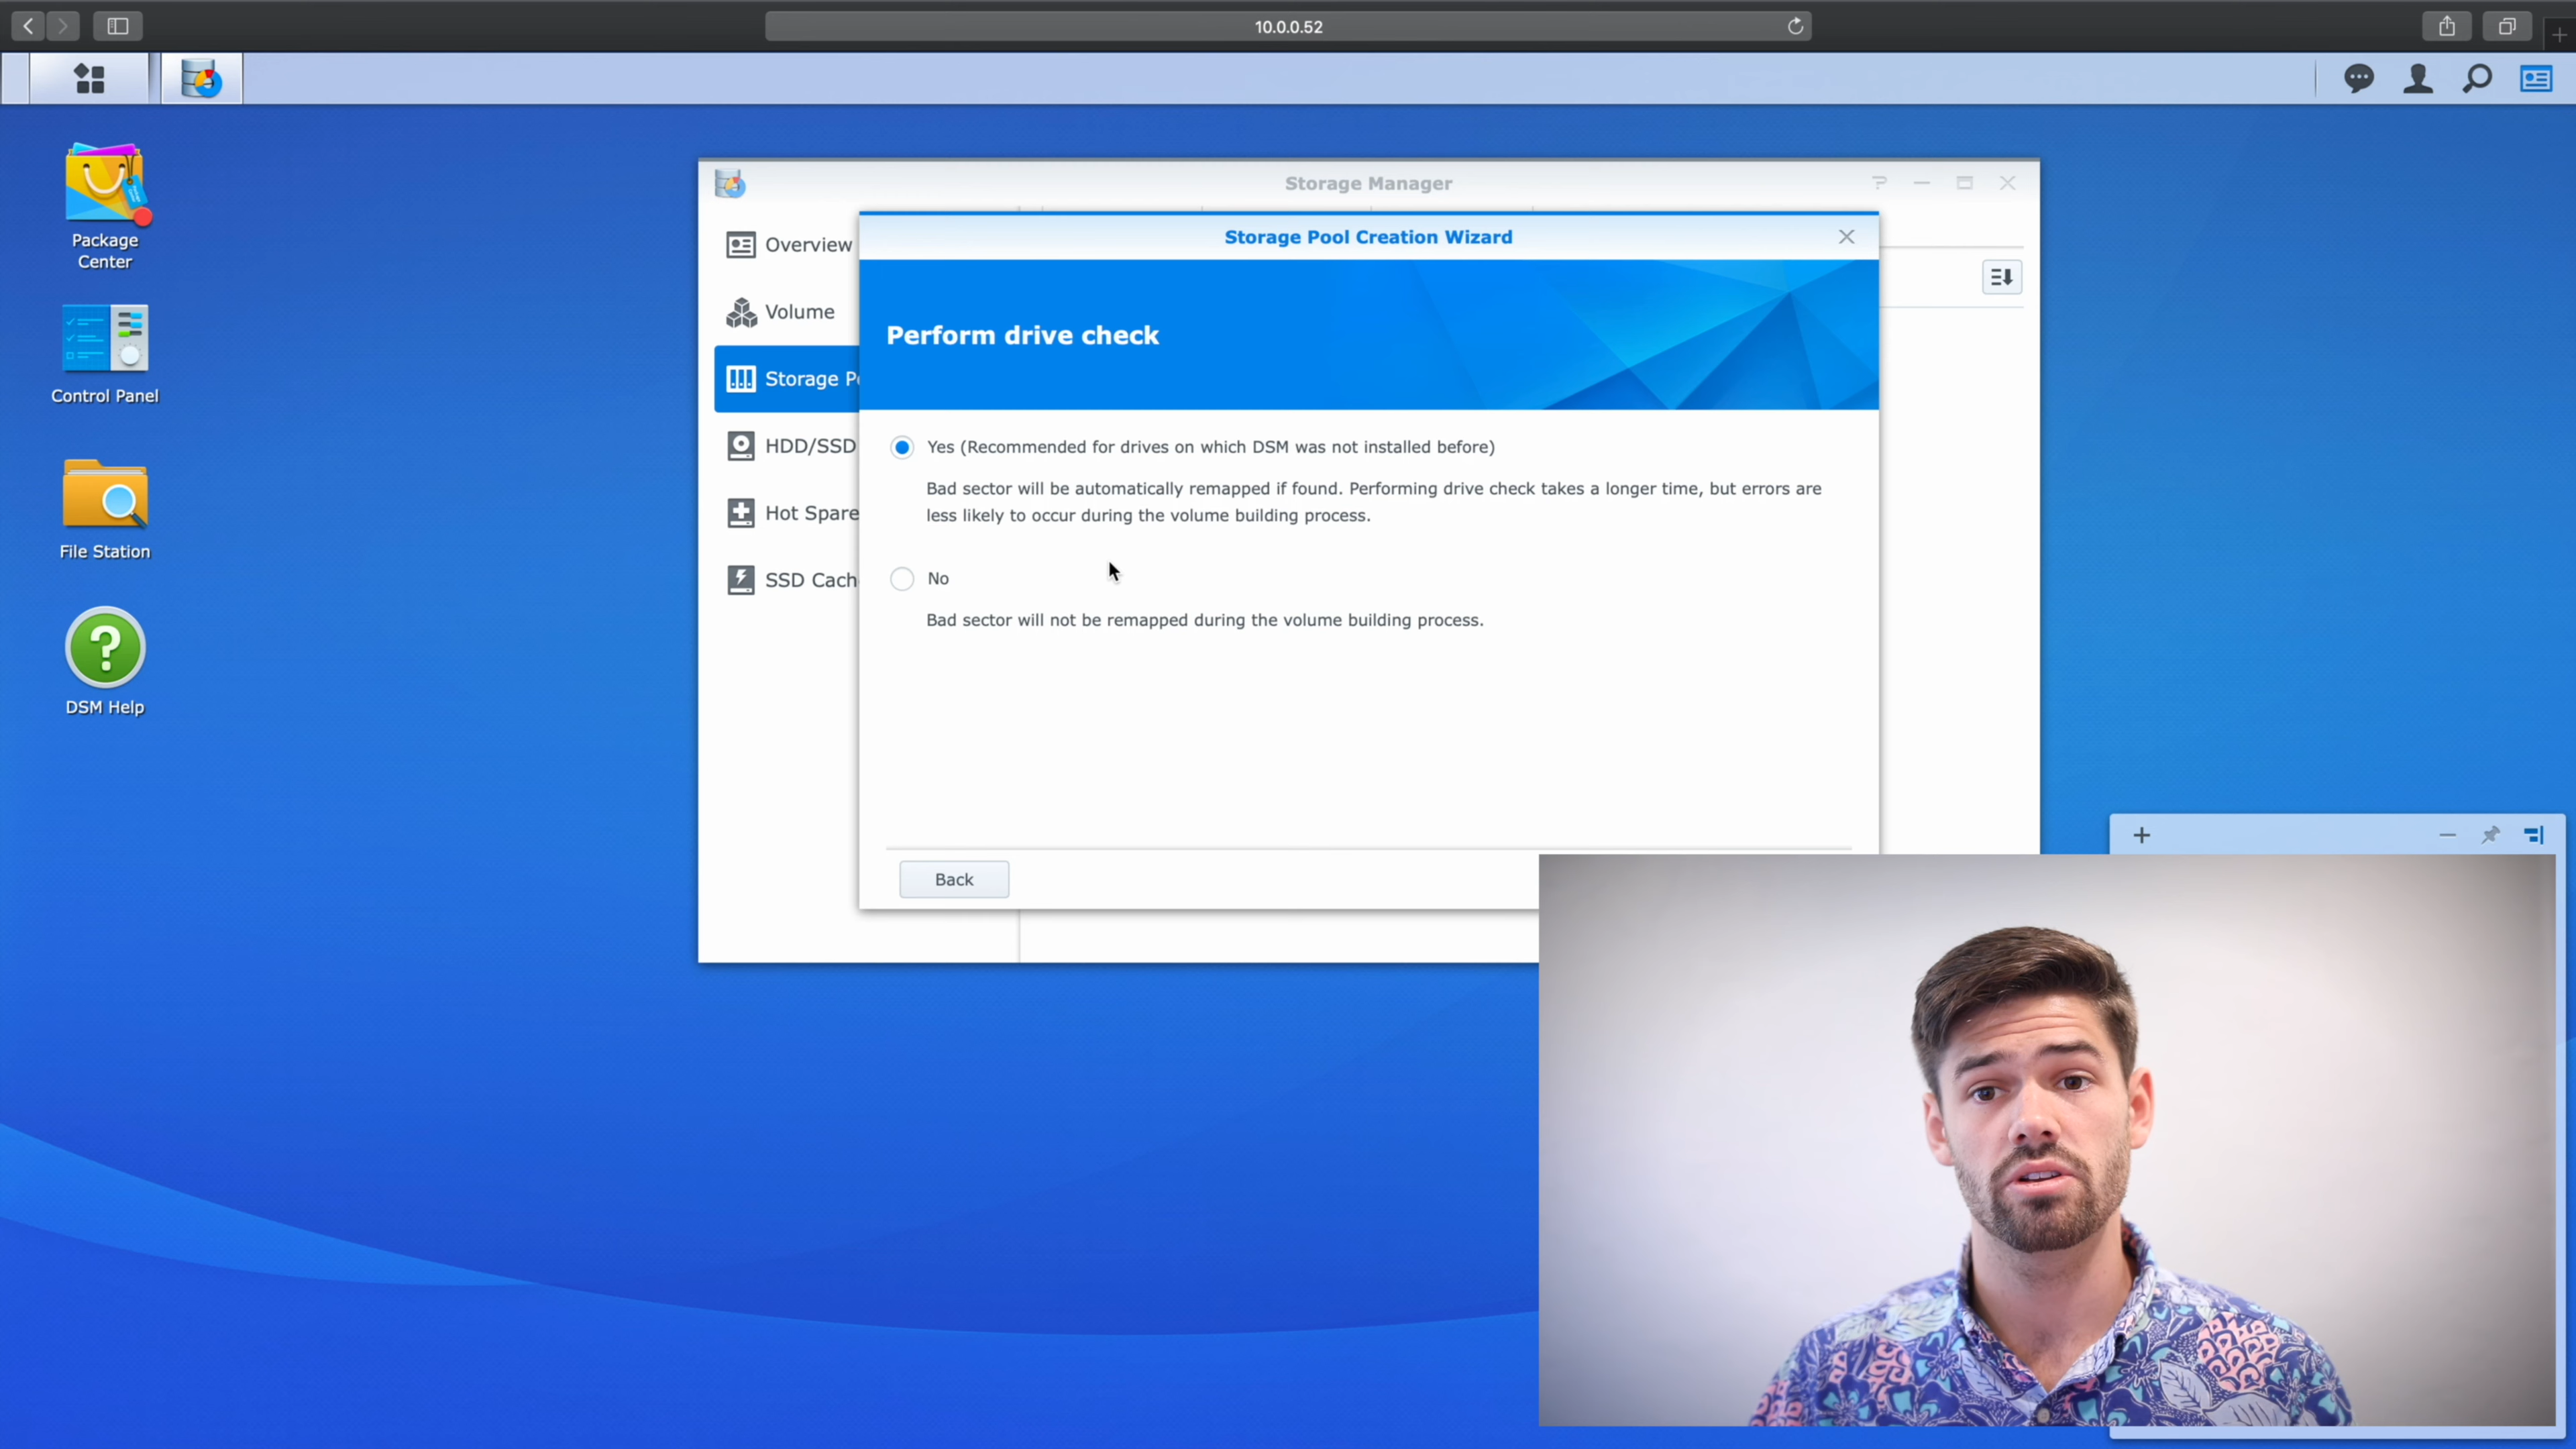 10.0.0.52
Package
Center
Control Panel
File Station
DSM Help
Storage Manager
Overview
Volume
Storage Po
HDD/SSD
Hot Spare
SSD Cach
Storage Pool Creation Wizard
Perform drive check
Yes (Recommended for drives on which DSM was not installed before)
Bad sector will be automatically remapped if found. Performing drive check takes a longer time, but errors are
less likely to occur during the volume building process.
No
Bad sector will not be remapped during the volume building process.
Back